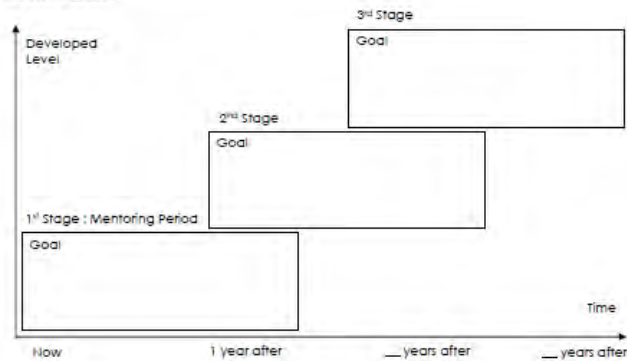 3rd Stage
Goal
Developed
Level
2nd Stage
Goal
1st Stage : Mentoring Period
Goal
Time
Now
1 year after
__ years after
__ years after